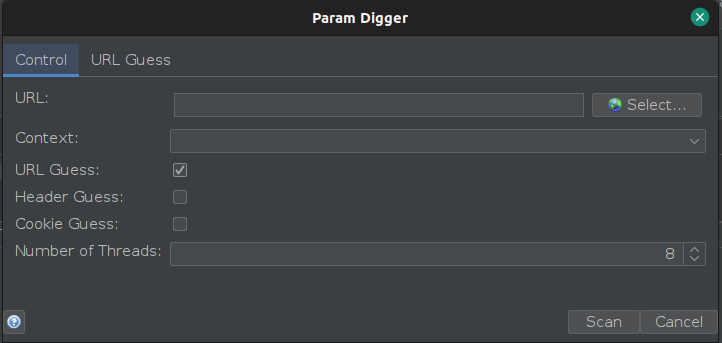 Param Digger
Control URL Guess
URL: Select...
Context:
URL Guess:
Header Guess:
Cookie Guess:
Number of Threads: 8
Scan Cancel